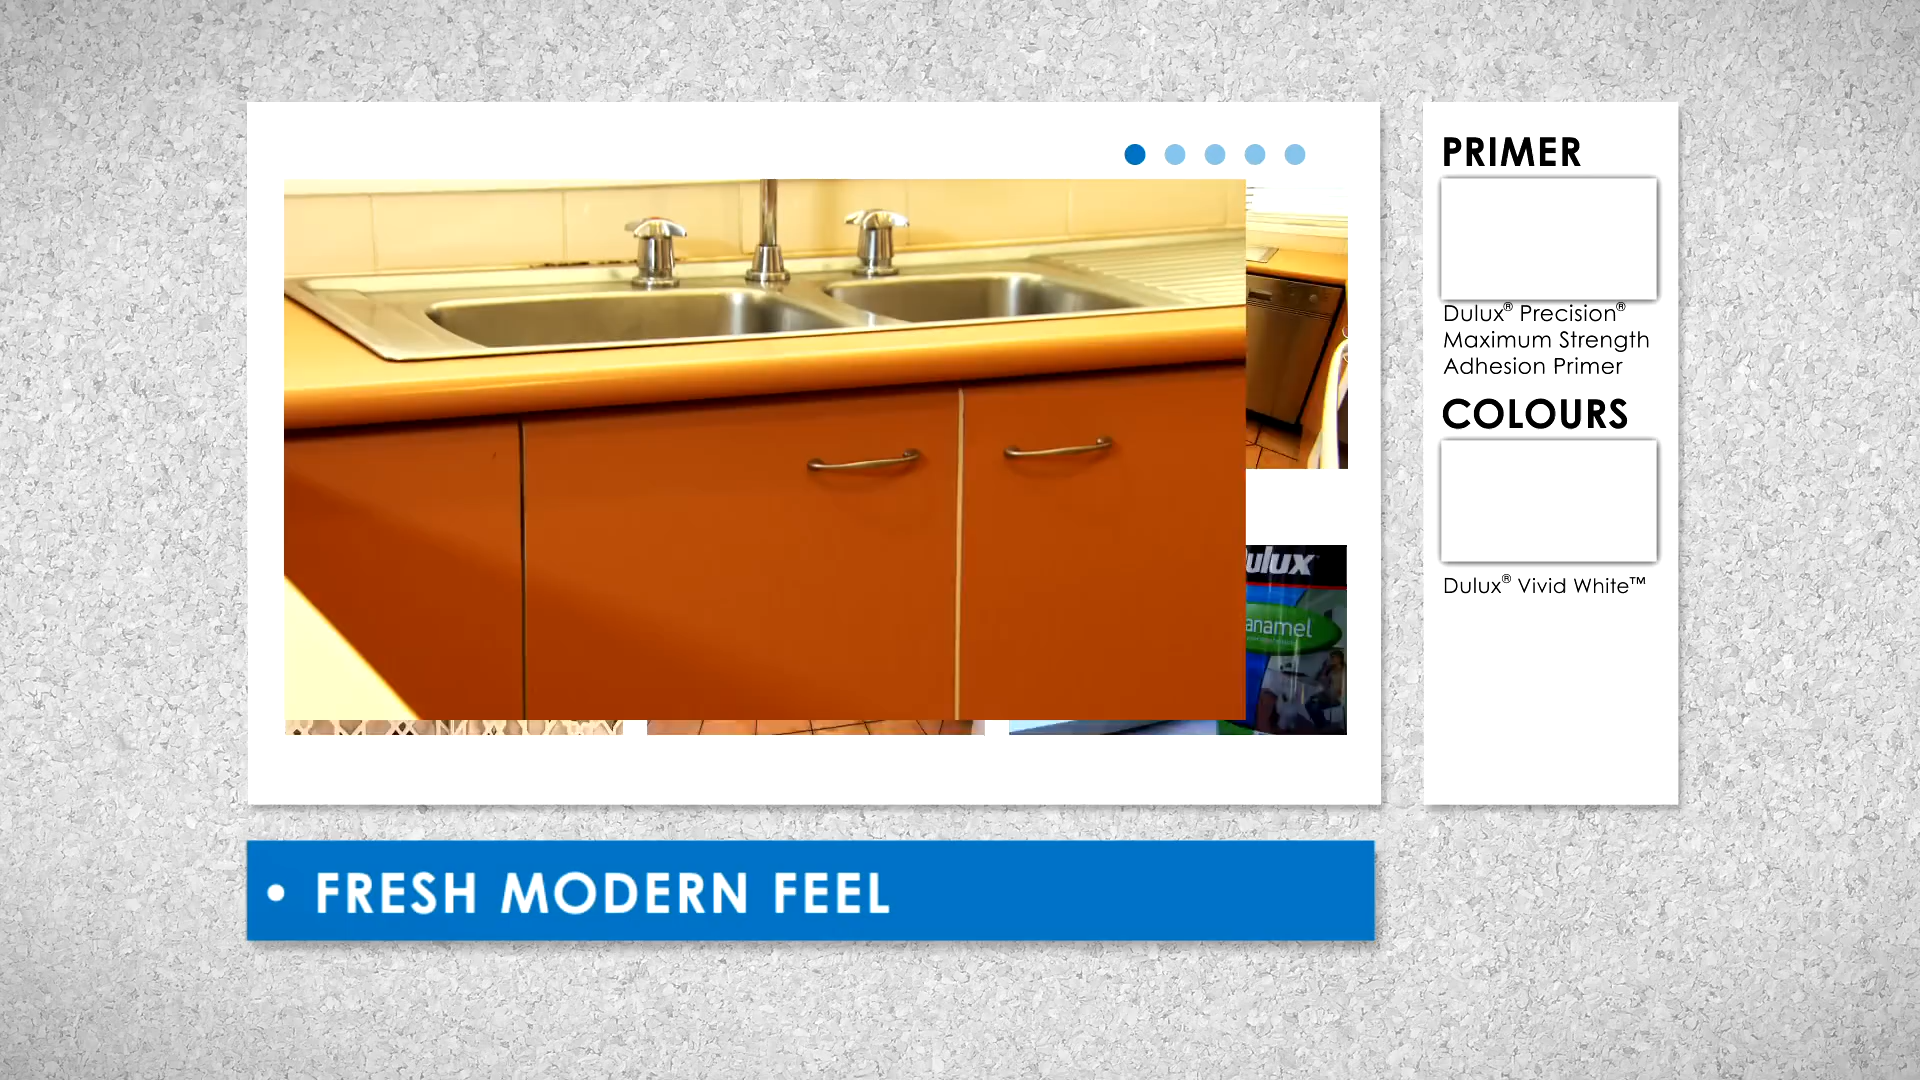 PRIMER
Dulux® Precision®
Maximum Strength
Adhesion Primer
COLOURS
Dulux® Vivid White™
ulux
anamel
• FRESH MODERN FEEL